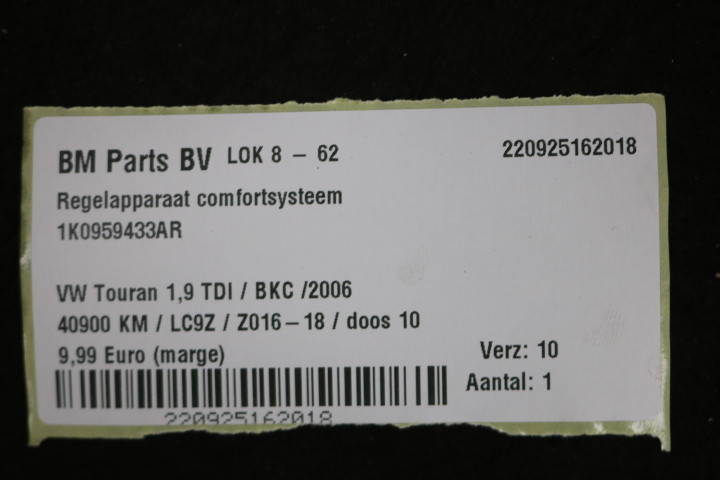 BM Parts BV LOK 8 – 62 220925162018
Regelapparaat comfortsysteem
1K0959433AR
VW Touran 1,9 TDI / BKC /2006
40900 KM / LC9Z / Z016–18 / doos 10
9,99 Euro (marge) Verz: 10
Aantal: 1
220925162018